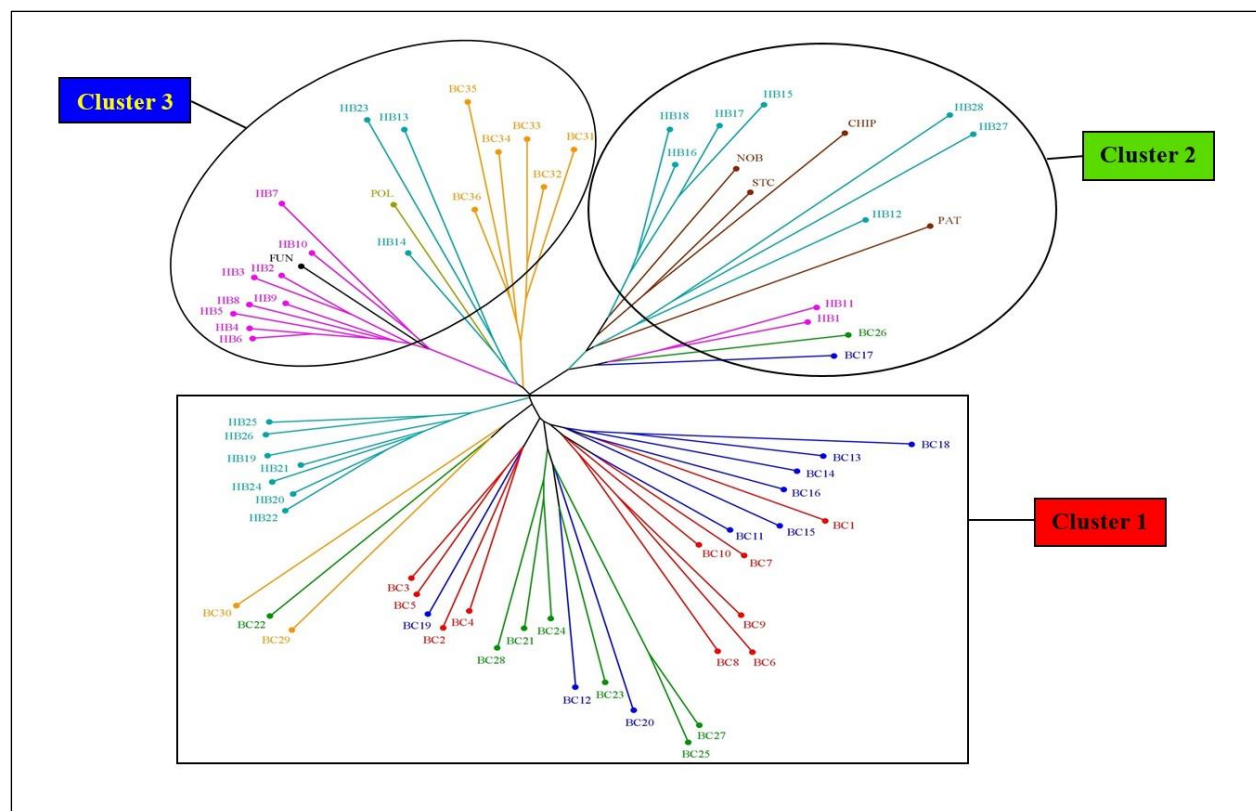 Cluster 3
Cluster 2
Cluster 1
HB23
HB13
BC35
BC34
BC33
BC31
BC32
BC36
POL
HB14
HB7
HB10
FUN
HB3
HB2
HB8
HB9
HB5
HB4
HB6
HB18
HB17
HB15
HB16
NOB
STC
CHIP
HB28
HB27
HB12
PAT
HB11
HB1
BC26
BC17
HB25
HB26
HB19
HB21
HB24
HB20
HB22
BC30
BC22
BC29
BC3
BC5
BC19
BC2
BC4
BC28
BC21
BC24
BC12
BC23
BC20
BC27
BC25
BC18
BC13
BC14
BC16
BC1
BC15
BC11
BC10
BC7
BC9
BC8
BC6